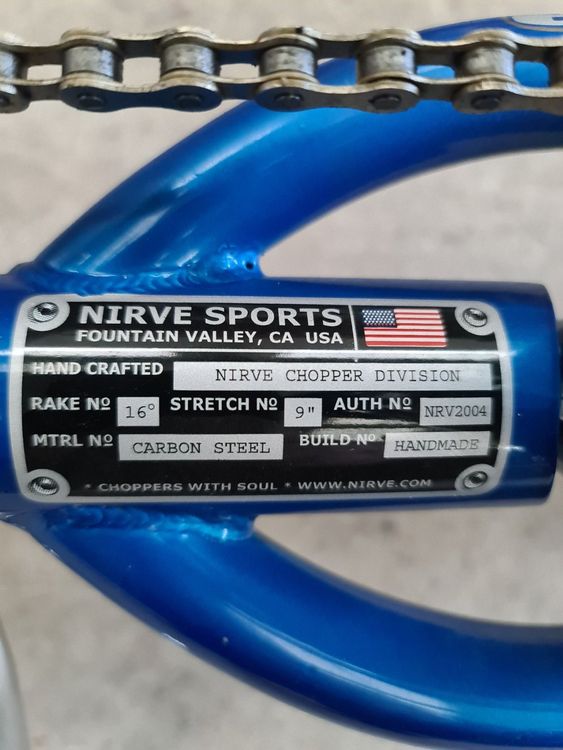 NIRVE SPORTS
FOUNTAIN VALLEY, CA USA
HAND CRAFTED NIRVE CHOPPER DIVISION
RAKE Nº 16° STRETCH Nº 9" AUTH Nº NRV2004
MTRL Nº CARBON STEEL BUILD Nº HANDMADE
* CHOPPERS WITH SOUL * WWW.NIRVE.COM